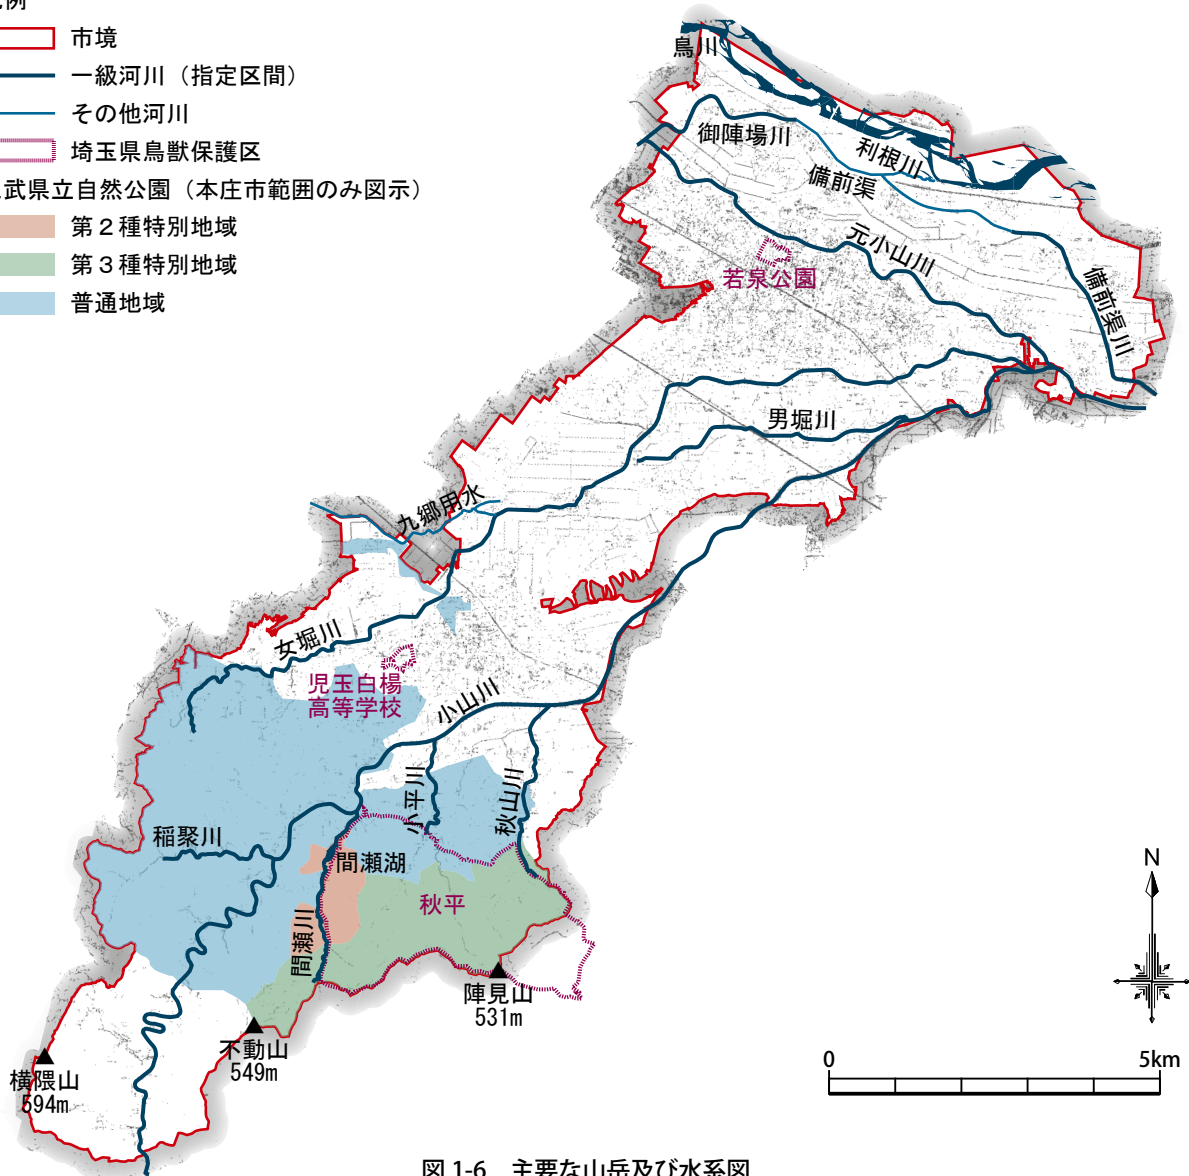 市境
一級河川（指定区間）
その他河川
埼玉県鳥獣保護区
武県立自然公園（本庄市範囲のみ図示）
第２種特別地域
第３種特別地域
普通地域
烏川
御陣場川
利根川
備前渠
元小山川
若泉公園
備前渠川
男堀川
九郷用水
女堀川
児玉白楊
高等学校
小山川
小平川
秋山川
稲聚川
間瀬湖
秋平
間瀬川
陣見山
531m
不動山
549m
横隈山
594m
N
0
5km
図 1-6　主要な山岳及び水系図